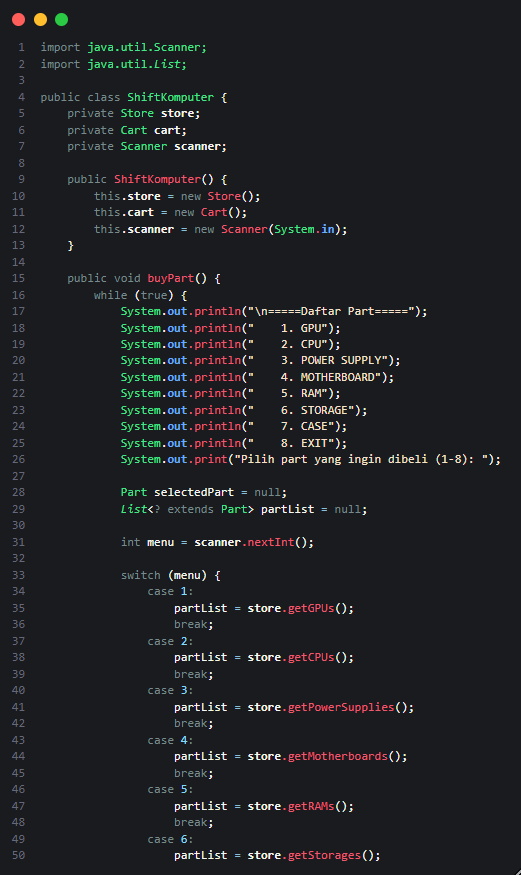 1 import java.util.Scanner;
2 import java.util.List;
3
4 public class ShiftKomputer {
5     private Store store;
6     private Cart cart;
7     private Scanner scanner;
8
9     public ShiftKomputer() {
10         this.store = new Store();
11         this.cart = new Cart();
12         this.scanner = new Scanner(System.in);
13     }
14
15     public void buyPart() {
16         while (true) {
17             System.out.println("\n=====Daftar Part=====");
18             System.out.println("    1. GPU");
19             System.out.println("    2. CPU");
20             System.out.println("    3. POWER SUPPLY");
21             System.out.println("    4. MOTHERBOARD");
22             System.out.println("    5. RAM");
23             System.out.println("    6. STORAGE");
24             System.out.println("    7. CASE");
25             System.out.println("    8. EXIT");
26             System.out.print("Pilih part yang ingin dibeli (1-8): ");
27
28             Part selectedPart = null;
29             List<? extends Part> partList = null;
30
31             int menu = scanner.nextInt();
32
33             switch (menu) {
34                 case 1:
35                     partList = store.getGPUs();
36                     break;
37                 case 2:
38                     partList = store.getCPUs();
39                     break;
40                 case 3:
41                     partList = store.getPowerSupplies();
42                     break;
43                 case 4:
44                     partList = store.getMotherboards();
45                     break;
46                 case 5:
47                     partList = store.getRAMs();
48                     break;
49                 case 6:
50                     partList = store.getStorages();